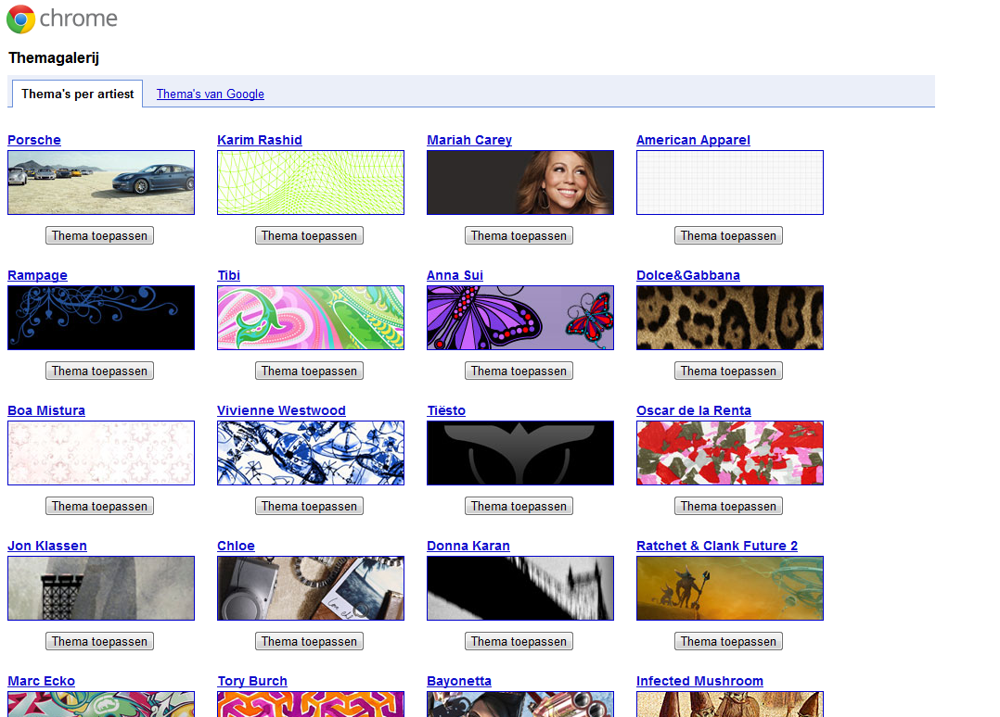 chrome
Themagalerij
Thema's per artiest Thema's van Google
Porsche Karim Rashid Mariah Carey American Apparel
Thema toepassen Thema toepassen Thema toepassen Thema toepassen
Rampage Tibi Anna Sui Dolce&Gabbana
Thema toepassen Thema toepassen Thema toepassen Thema toepassen
Boa Mistura Vivienne Westwood Tiësto Oscar de la Renta
Thema toepassen Thema toepassen Thema toepassen Thema toepassen
Jon Klassen Chloe Donna Karan Ratchet & Clank Future 2
Thema toepassen Thema toepassen Thema toepassen Thema toepassen
Marc Ecko Tory Burch Bayonetta Infected Mushroom